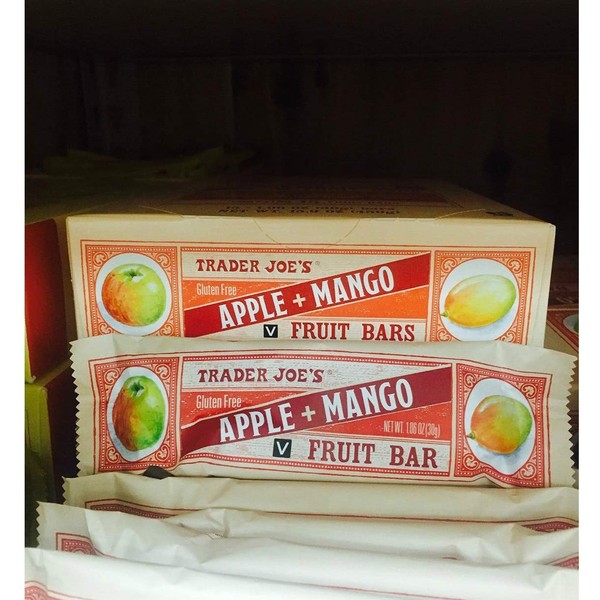 TRADER JOE'S
Gluten Free
APPLE + MANGO
V FRUIT BARS
TRADER JOE'S
Gluten Free
APPLE + MANGO
NET WT. 1.06 OZ (30g)
V FRUIT BAR